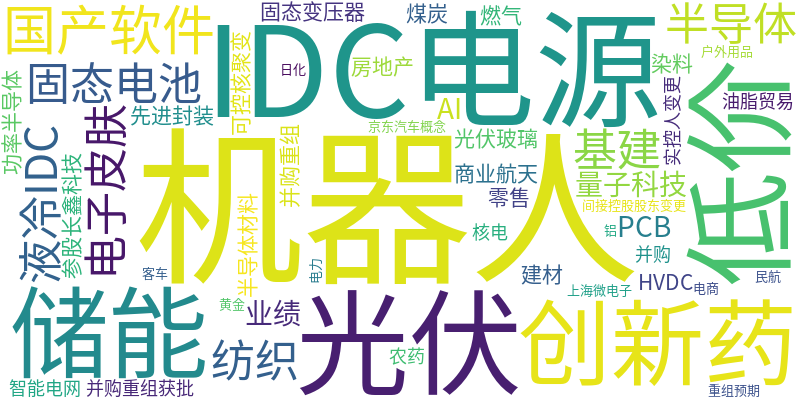 国产软件
固态变压器
煤炭
燃气
半导体
IDC电源
固态电池
日化
可控核聚变
房地产
染料
户外用品
功率半导体
先进封装
AI
京东汽车概念
光伏玻璃
基建
实控人变更
油脂贸易
低价
液冷IDC
参股长鑫科技
电子皮肤
并购重组
机器人
商业航天
量子科技
零售
间接控股股东变更
半导体材料
核电
铝
PCB
并购
客车
电力
建材
HVDC
电商
民航
上海微电子
储能
黄金
业绩
光伏
创新药
纺织
农药
智能电网
并购重组获批
重组预期